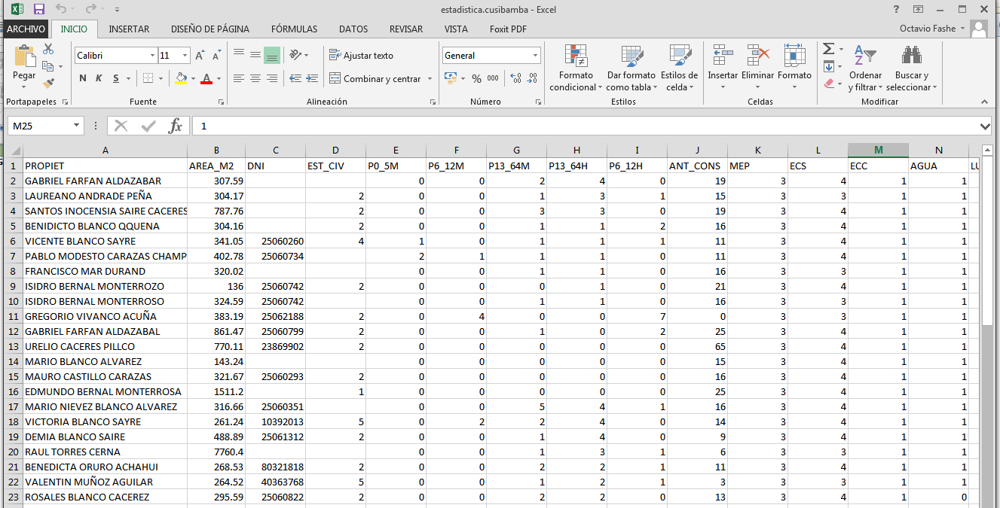 estadistica.cusibamba - Excel
ARCHIVO INICIO INSERTAR DISEÑO DE PÁGINA FÓRMULAS DATOS REVISAR VISTA Foxit PDF Octavio Fashe
Calibri 11 Ajustar texto General
Pegar N K S Combinar y centrar % 000
Formato condicional Dar formato como tabla Estilos de celda Insertar Eliminar Formato Ordenar y filtrar Buscar y seleccionar
Portapapeles Fuente Alineación Número Estilos Celdas Modificar
M25 fx 1
A B C D E F G H I J K L M N
1 PROPIET AREA_M2 DNI EST_CIV P0_5M P6_12M P13_64M P13_64H P6_12H ANT_CONS MEP ECS ECC AGUA LU
2 GABRIEL FARFAN ALDAZABAR 307.59 0 0 2 4 0 19 3 4 1 1
3 LAUREANO ANDRADE PEÑA 304.17 2 0 0 1 3 1 15 3 3 1 1
4 SANTOS INOCENSIA SAIRE CACERES 787.76 2 0 0 3 3 0 19 3 4 1 1
5 BENIDICTO BLANCO QQUENA 304.16 2 0 0 1 1 2 16 3 4 1 1
6 VICENTE BLANCO SAYRE 341.05 25060260 4 1 0 1 1 1 11 3 4 1 1
7 PABLO MODESTO CARAZAS CHAMP 402.78 25060734 2 1 1 1 0 11 3 4 1 1
8 FRANCISCO MAR DURAND 320.02 0 0 1 1 0 16 3 3 1 1
9 ISIDRO BERNAL MONTERROZO 136 25060742 2 0 0 0 1 0 21 3 4 1 1
10 ISIDRO BERNAL MONTERROSO 324.59 25060742 0 0 1 1 0 16 3 3 1 1
11 GREGORIO VIVANCO ACUÑA 383.19 25062188 2 0 4 0 0 7 0 3 3 1 1
12 GABRIEL FARFAN ALDAZABAL 861.47 25060799 2 0 0 1 0 2 25 3 4 1 1
13 URELIO CACERES PILLCO 770.11 23869902 2 0 0 0 0 0 65 3 4 1 1
14 MARIO BLANCO ALVAREZ 143.24 0 0 0 0 0 15 3 4 1 1
15 MAURO CASTILLO CARAZAS 321.67 25060293 2 0 0 0 0 0 16 3 4 1 1
16 EDMUNDO BERNAL MONTERROSA 1511.2 1 0 0 0 0 0 25 3 4 1 1
17 MARIO NIEVEZ BLANCO ALVAREZ 316.66 25060351 0 0 5 4 1 16 3 4 1 1
18 VICTORIA BLANCO SAYRE 261.24 10392013 5 0 2 2 4 0 14 3 4 1 1
19 DEMIA BLANCO SAIRE 488.89 25061312 2 0 0 1 4 0 9 3 4 1 1
20 RAUL TORRES CERNA 7760.4 0 0 1 3 1 6 3 3 1 1
21 BENEDICTA ORURO ACHAHUI 268.53 80321818 2 0 0 2 2 1 11 3 4 1 1
22 VALENTIN MUÑOZ AGUILAR 264.52 40363768 5 0 0 1 2 1 3 3 3 1 1
23 ROSALES BLANCO CACEREZ 295.59 25060822 2 0 0 2 2 0 13 3 4 1 0